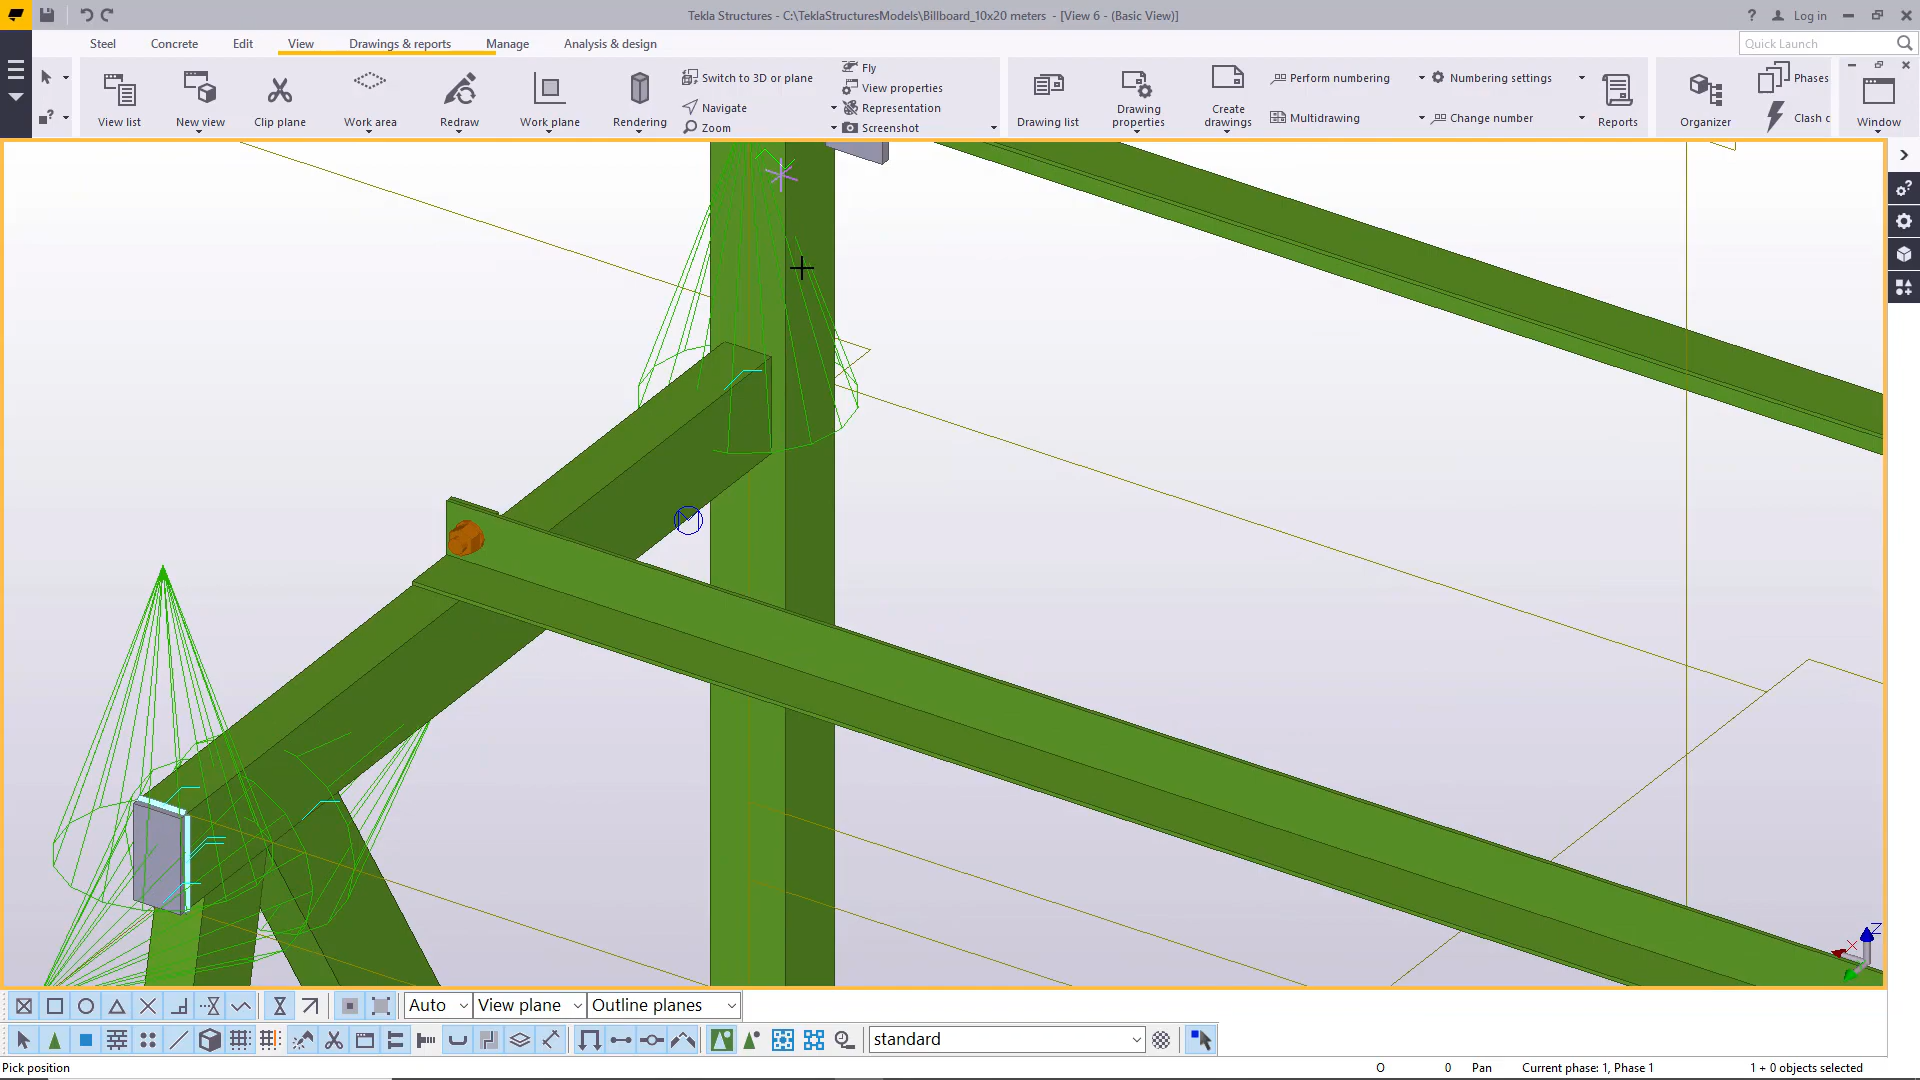 Tekla Structures - C:\TeklaStructuresModels\Billboard_10x20 meters - [View 6 - (Basic View)]
? Log in
Steel Concrete Edit View Drawings & reports Manage Analysis & design
Quick Launch
View list
New view
Clip plane
Work area
Redraw
Work plane
Rendering
Switch to 3D or plane
Navigate
Zoom
Fly
View properties
Representation
Screenshot
Drawing list
Drawing properties
Create drawings
Perform numbering
Multidrawing
Numbering settings
Change number
Reports
Organizer
Phases
Clash c
Window
Z
X
Auto View plane Outline planes
standard
Pick position O 0 Pan Current phase: 1, Phase 1 1 + 0 objects selected